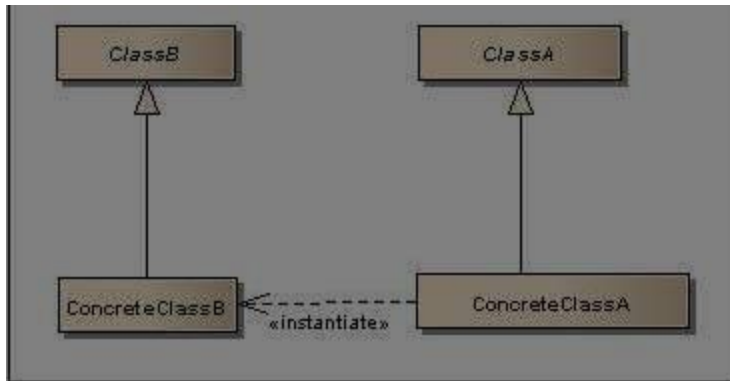 ClassB
ClassA
ConcreteClassB
ConcreteClassA
«instantiate»